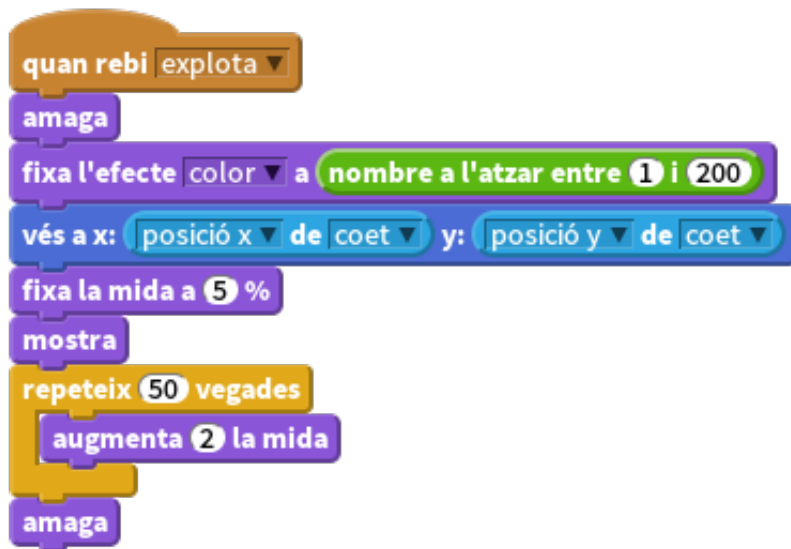 quan rebi explota
amaga
fixa l'efecte color a nombre a l'atzar entre 1 i 200
vés a x: posició x de coet y: posició y de coet
fixa la mida a 5 %
mostra
repeteix 50 vegades
augmenta 2 la mida
amaga